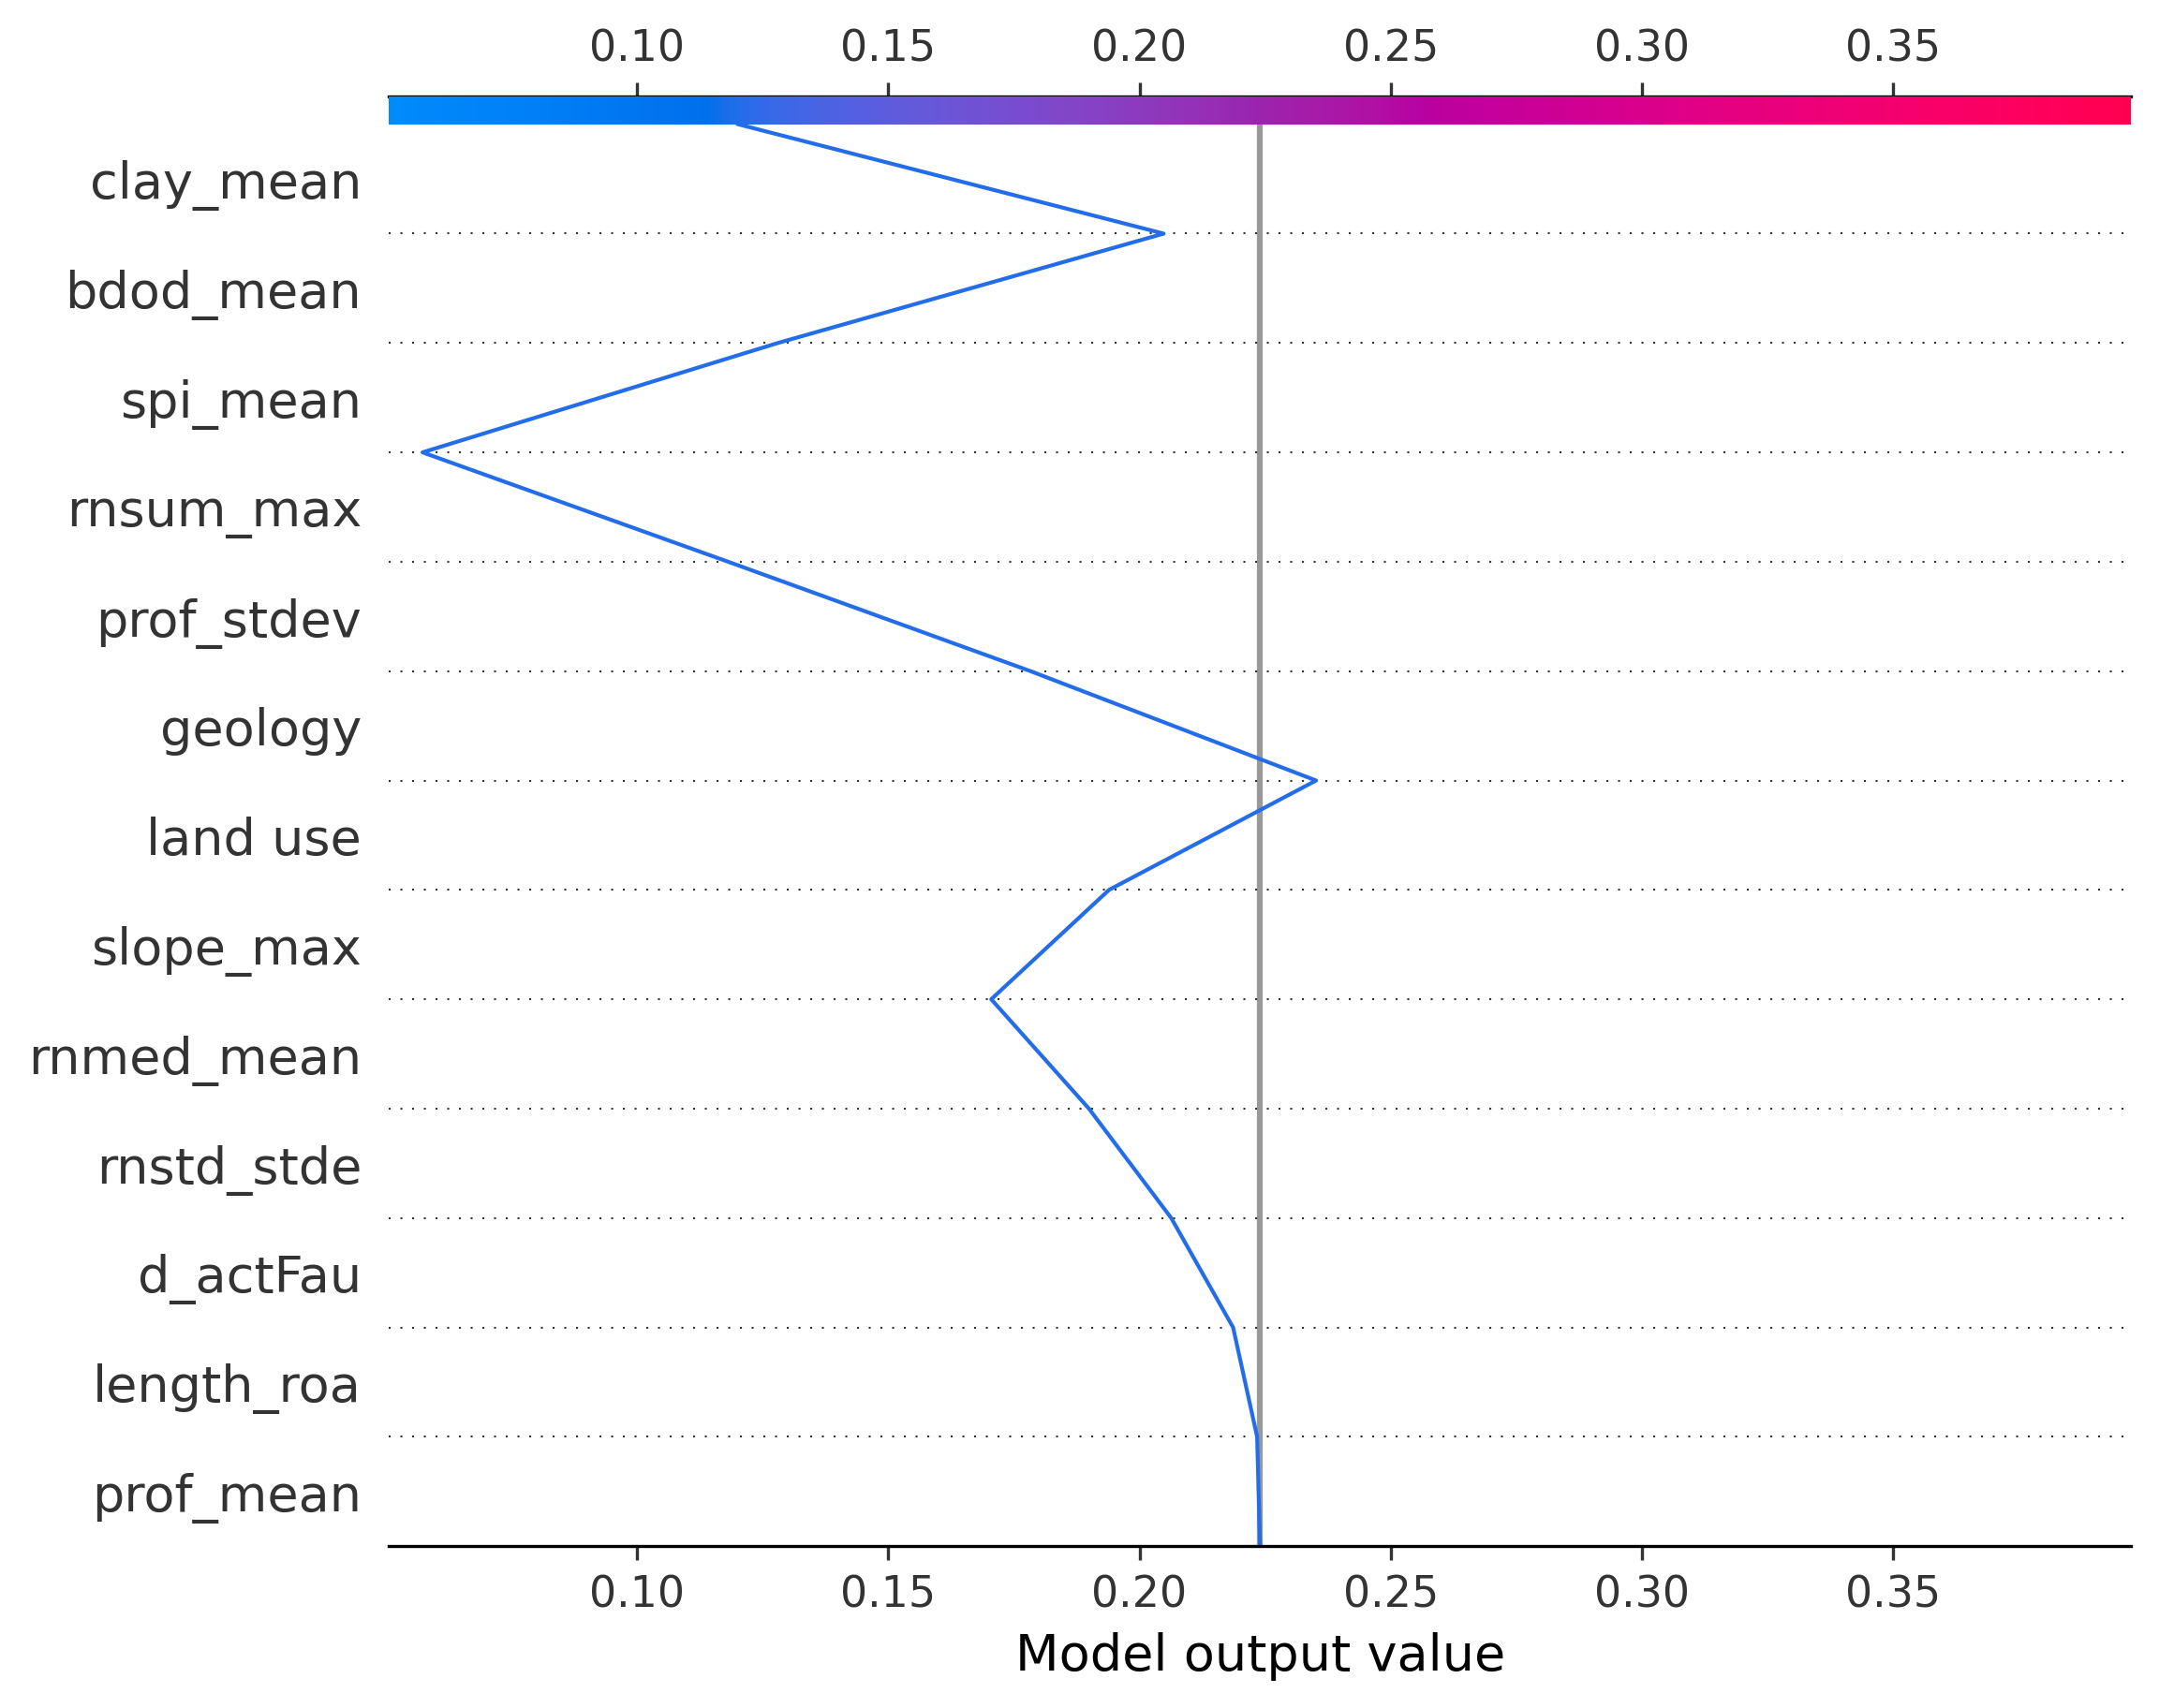 0.10 0.15 0.20 0.25 0.30 0.35
clay_mean
bdod_mean
spi_mean
rnsum_max
prof_stdev
geology
land use
slope_max
rnmed_mean
rnstd_stde
d_actFau
length_roa
prof_mean
0.10 0.15 0.20 0.25 0.30 0.35
Model output value